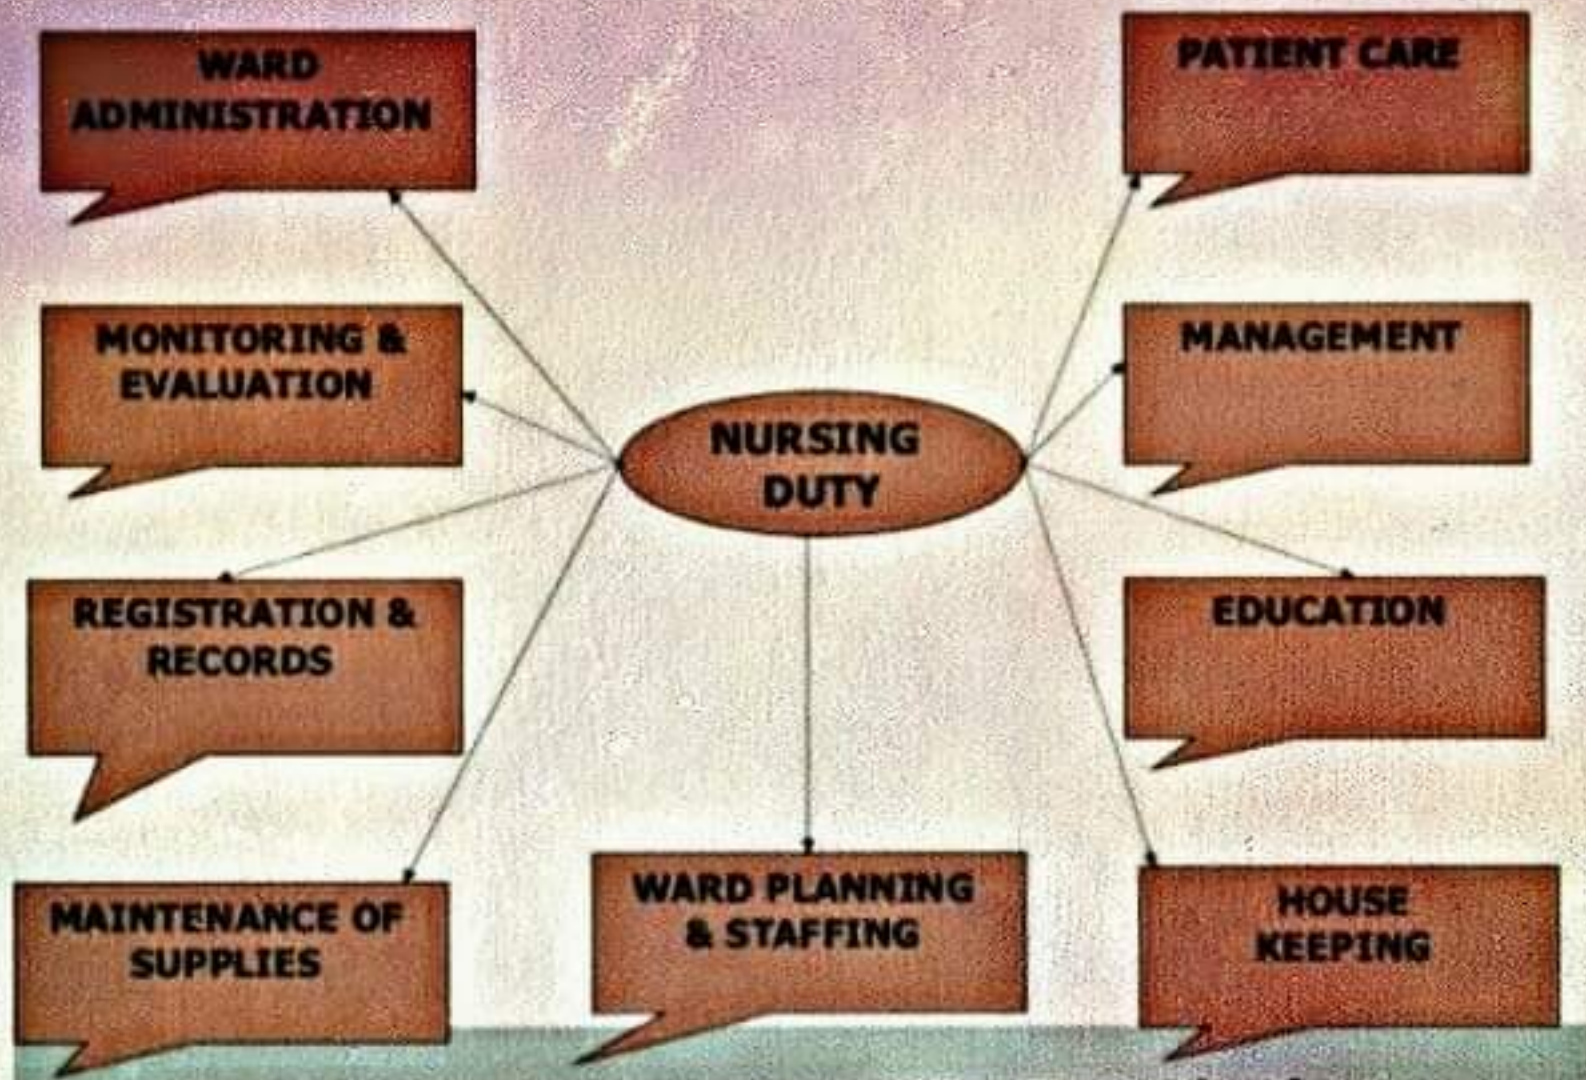 WARD
ADMINISTRATION
PATIENT CARE
MONITORING &
EVALUATION
MANAGEMENT
NURSING
DUTY
REGISTRATION &
RECORDS
EDUCATION
MAINTENANCE OF
SUPPLIES
WARD PLANNING
& STAFFING
HOUSE
KEEPING